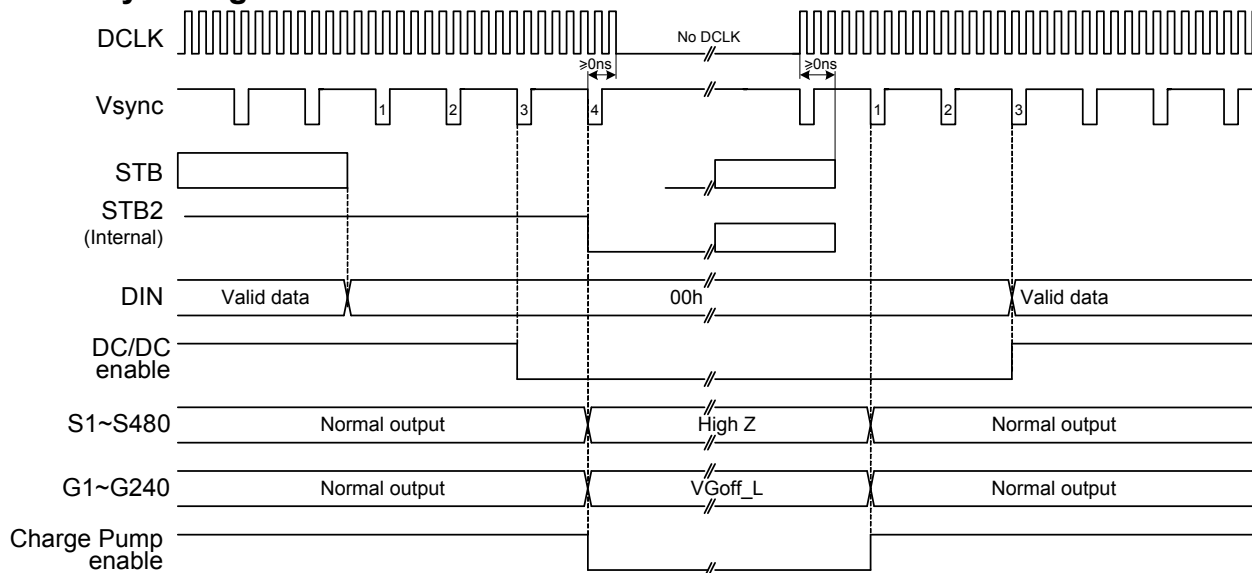 DCLK
No DCLK
≥0ns
≥0ns
Vsync
1
2
3
4
1
2
3
STB
STB2
(Internal)
DIN
Valid data
00h
Valid data
DC/DC
enable
S1~S480
Normal output
High Z
Normal output
G1~G240
Normal output
VGoff_L
Normal output
Charge Pump
enable